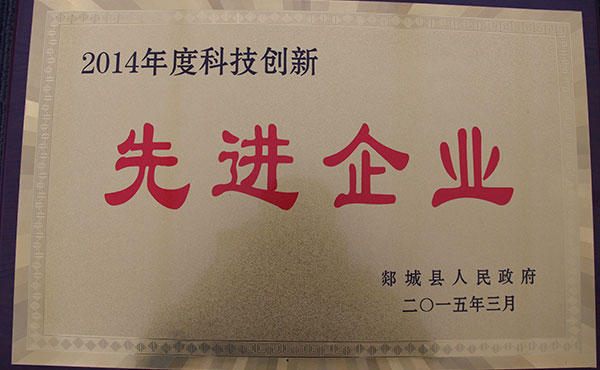 2014年度科技创新
先进企业
郯城县人民政府
二〇一五年三月